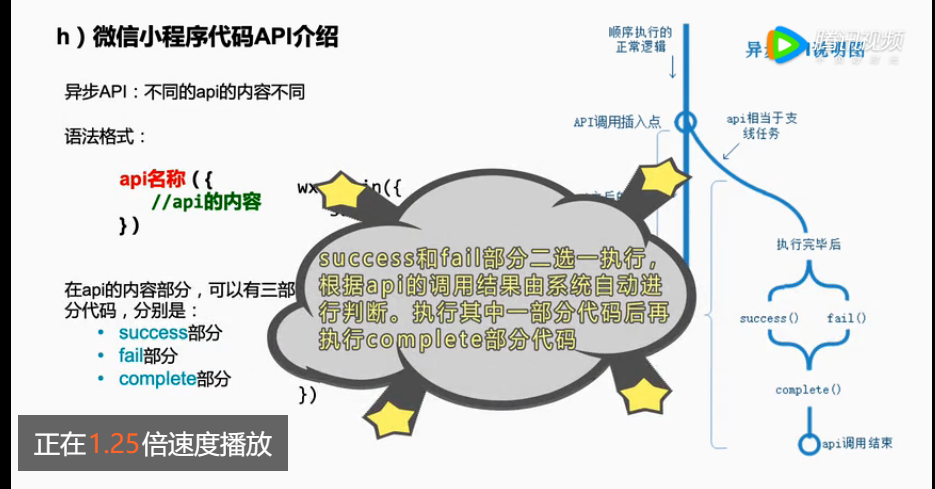 h）微信小程序代码API介绍
异步API：不同的api的内容不同
语法格式：
api名称（{
//api的内容
})
在api的内容部分，可以有三部
分代码，分别是：
• success部分
• fail部分
• complete部分
})
success和fail部分二选一执行，
根据api的调用结果由系统自动进
行判断。执行其中一部分代码后再
执行complete部分代码
顺序执行的
正常逻辑
腾讯视频
API调用插入点
api相当于支
线任务
执行完毕后
success()
fail()
complete()
api调用结束
正在1.25倍速度播放